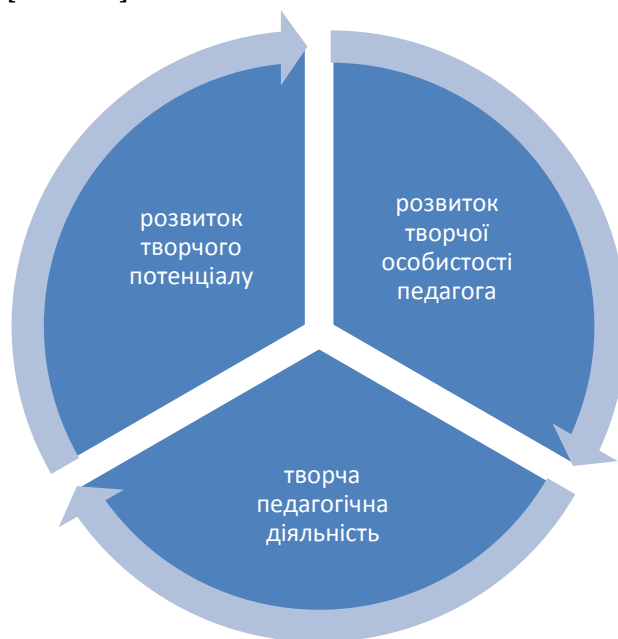 розвиток
творчого
потенціалу
розвиток
творчої
особистості
педагога
творча
педагогічна
діяльність